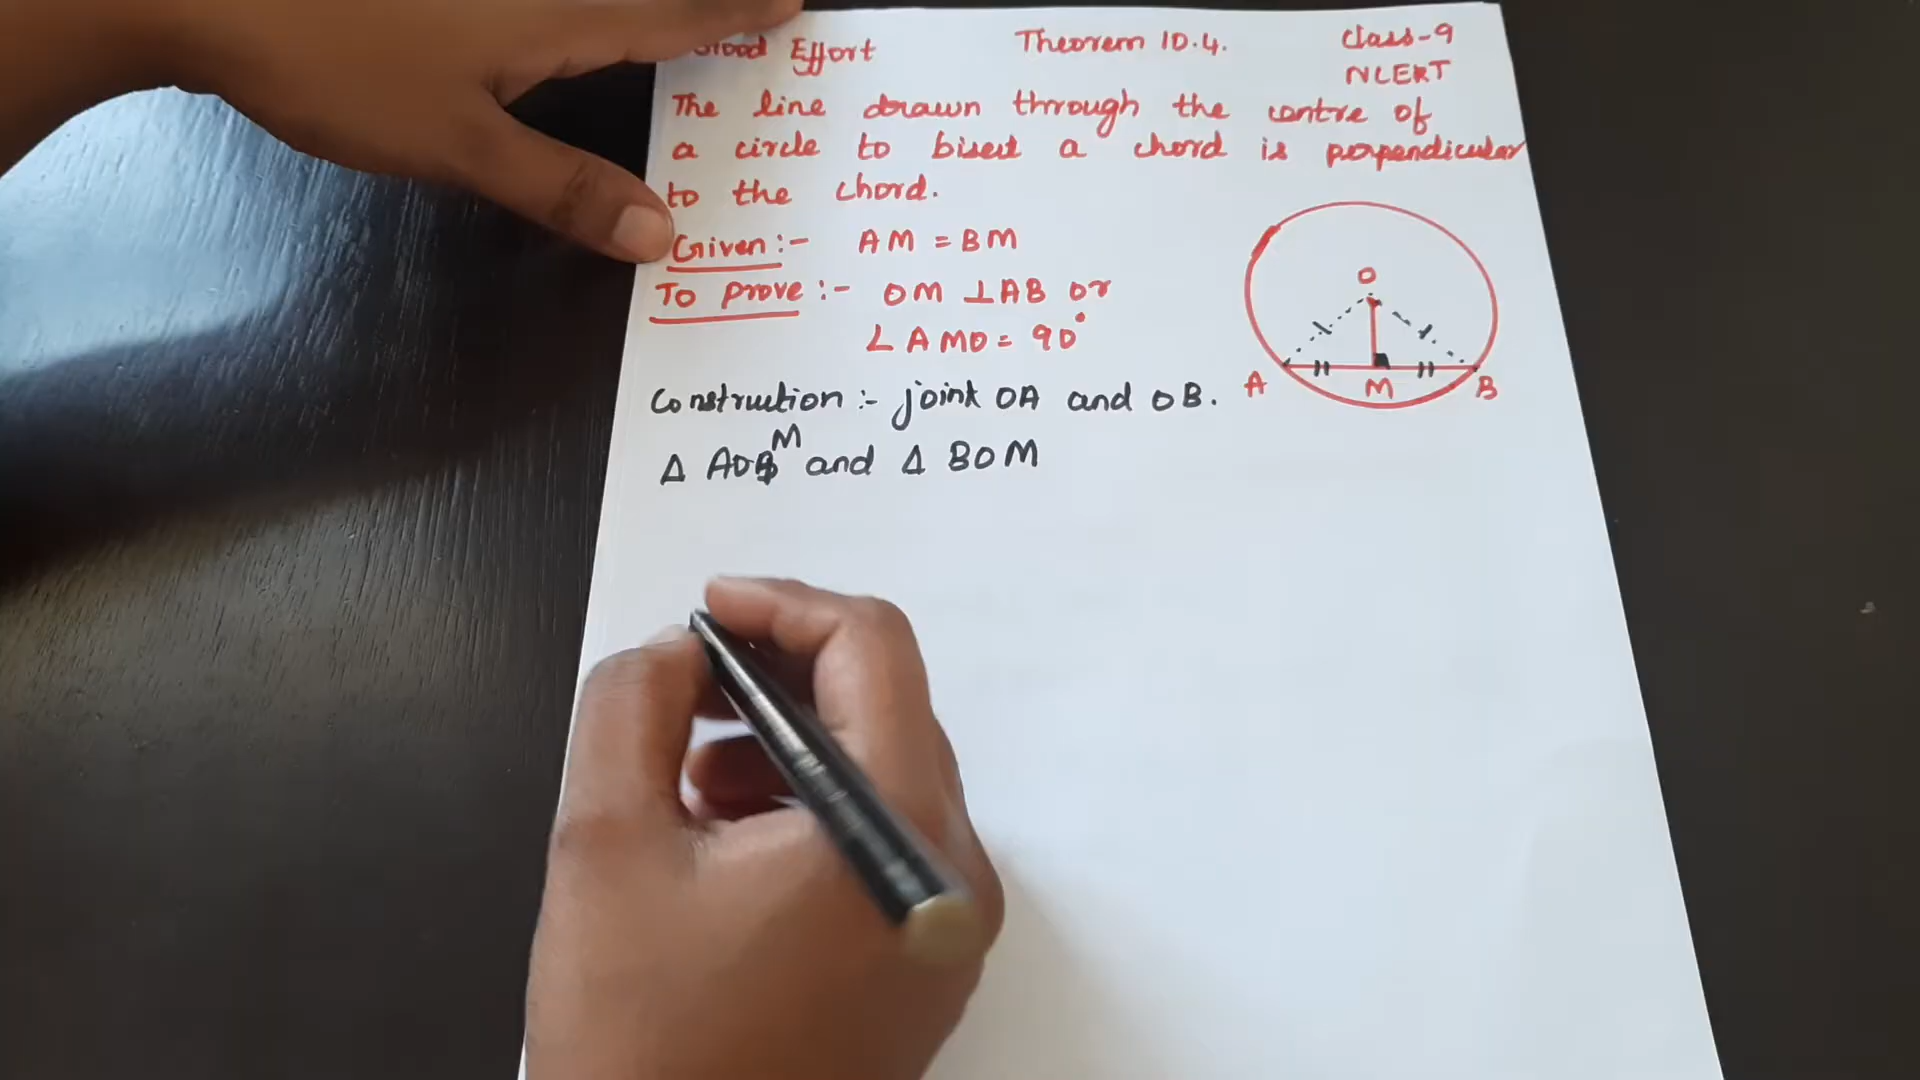 Good Effort Theorem 10.4. Class-9
NCERT
The line drawn through the centre of
a circle to bisect a chord is perpendicular
to the chord.
Given :- AM = BM
To prove :- OM ⊥AB or
∠AMO = 90°
Construction :- joint OA and OB.
Δ AOM and Δ BOM
O
A M B